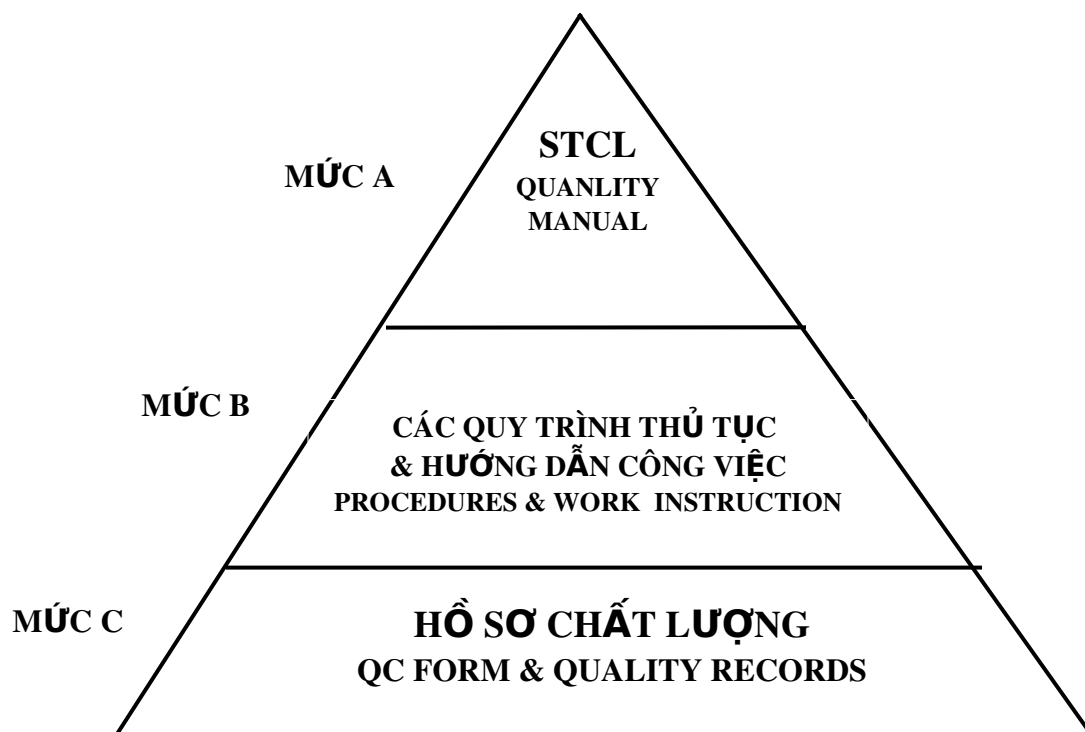 MỨC A
STCL
QUANLITY
MANUAL
MỨC B
CÁC QUY TRÌNH THỦ TỤC
& HƯỚNG DẪN CÔNG VIỆC
PROCEDURES & WORK INSTRUCTION
MỨC C
HỒ SƠ CHẤT LƯỢNG
QC FORM & QUALITY RECORDS